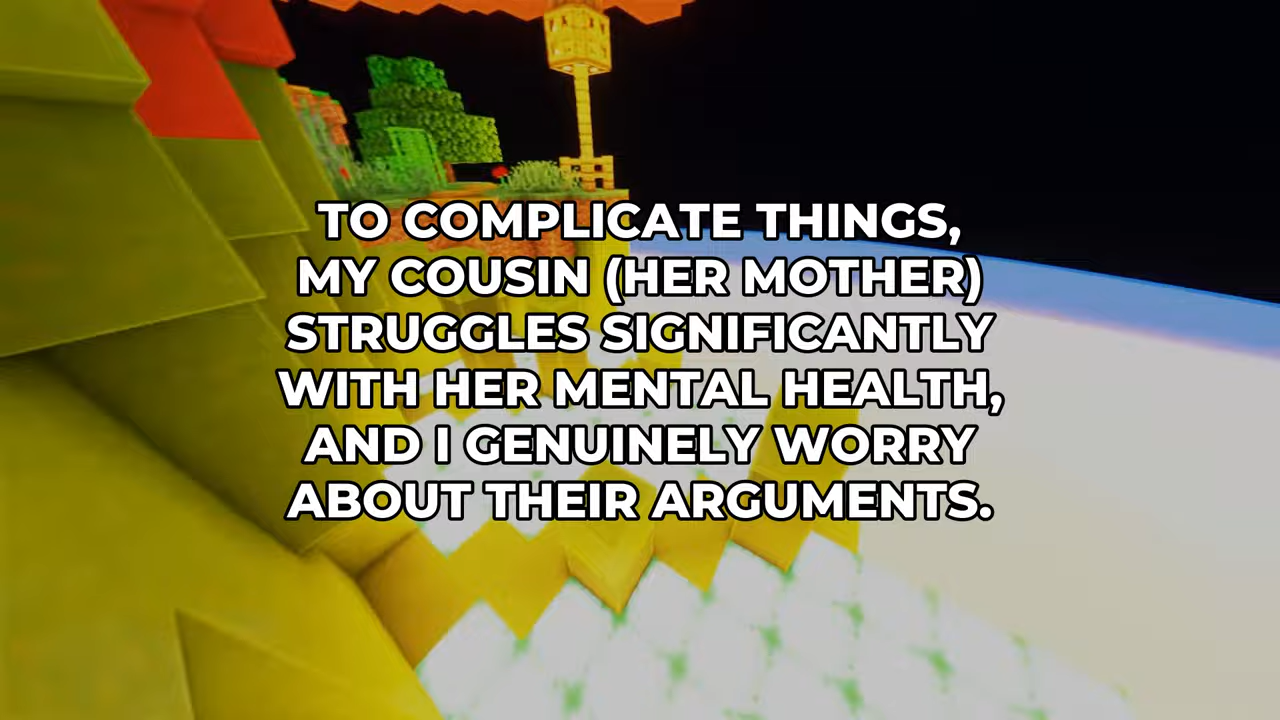 TO COMPLICATE THINGS,
MY COUSIN (HER MOTHER)
STRUGGLES SIGNIFICANTLY
WITH HER MENTAL HEALTH,
AND I GENUINELY WORRY
ABOUT THEIR ARGUMENTS.